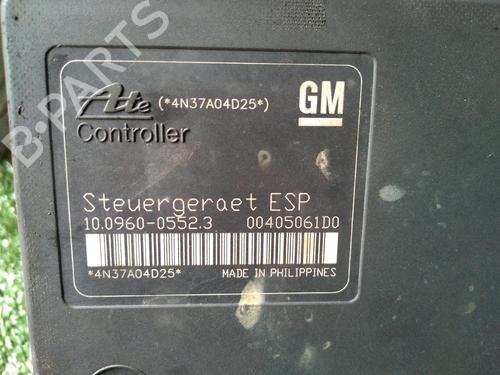 Ate (*4N37A04D25*) GM
Controller
Steuergeraet ESP
10.0960-0552.3 00405061D0
*4N37A04D25* MADE IN PHILIPPINES
B-PARTS